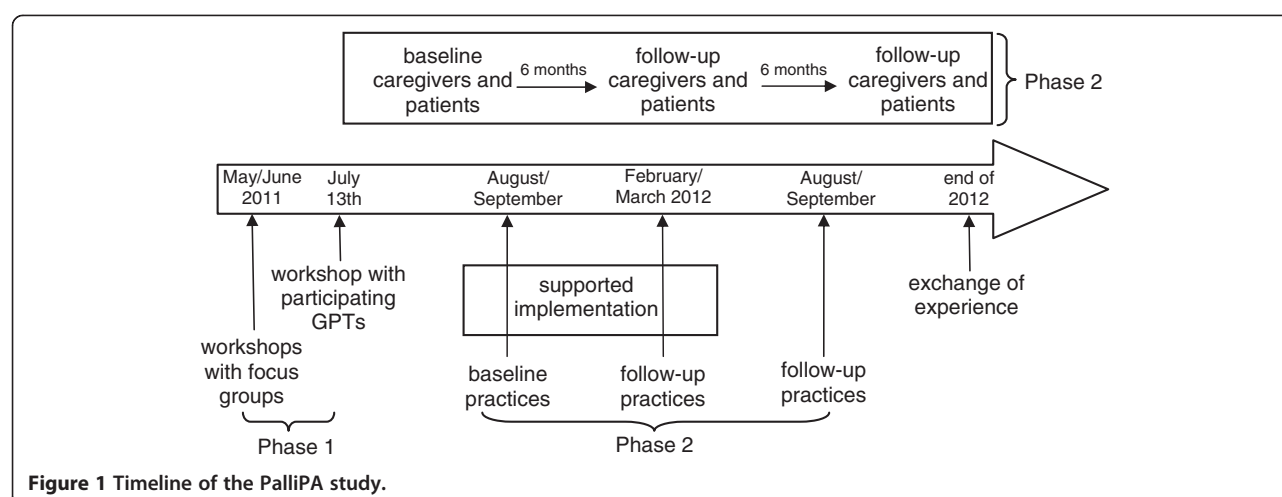 baseline
caregivers and
patients
6 months
follow-up
caregivers and
patients
6 months
follow-up
caregivers and
patients
Phase 2
May/June
2011
July
13th
August/
September
February/
March 2012
August/
September
end of
2012
workshops
with focus
groups
workshop with
participating
GPTs
supported
implementation
exchange of
experience
baseline
practices
follow-up
practices
follow-up
practices
Phase 1
Phase 2
Figure 1 Timeline of the PalliPA study.